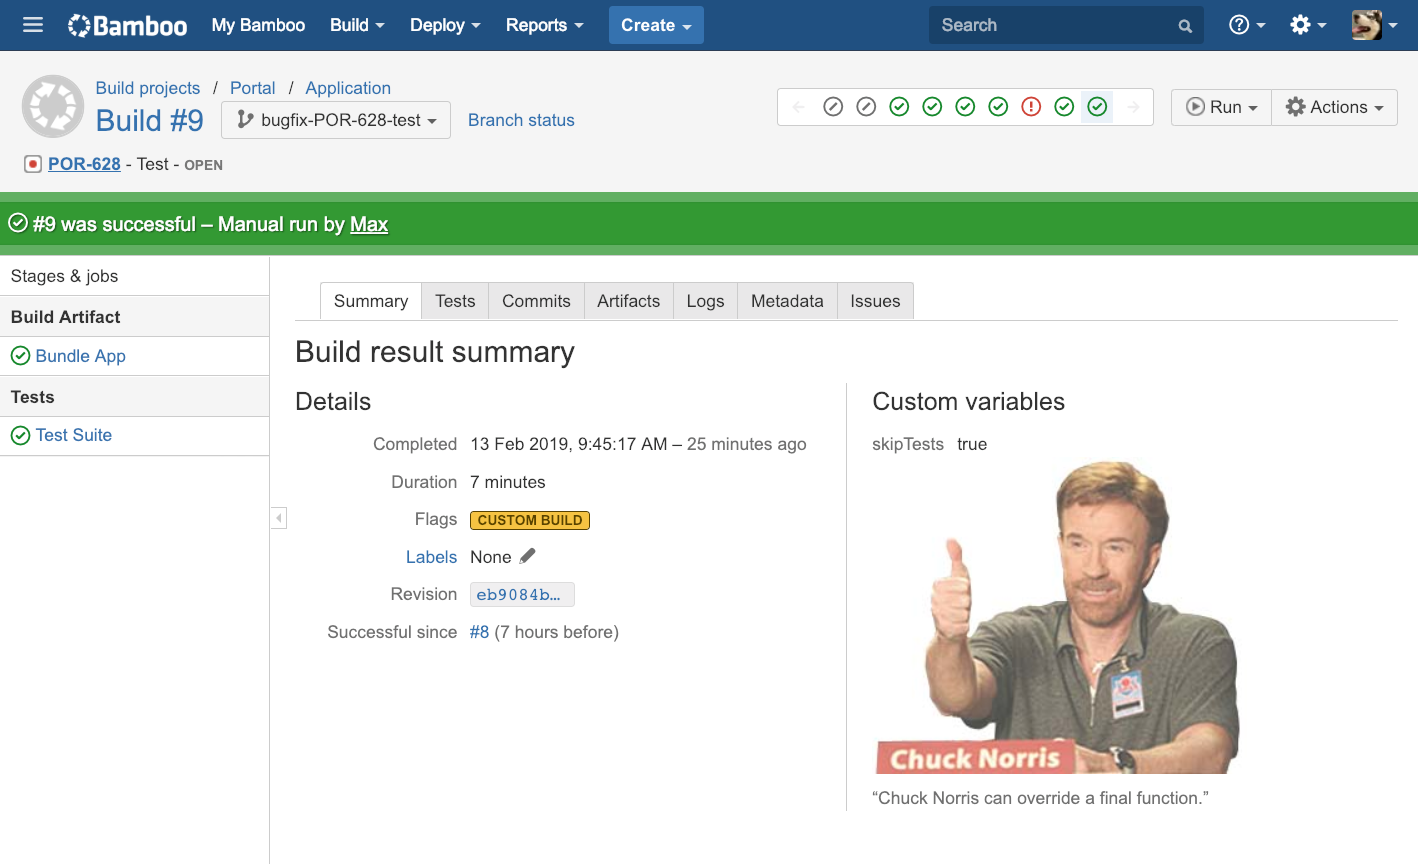 Bamboo My Bamboo Build Deploy Reports Create Search
Build projects / Portal / Application
Build #9 bugfix-POR-628-test Branch status Run Actions
POR-628 - Test - OPEN
#9 was successful – Manual run by Max
Stages & jobs
Build Artifact
Bundle App
Tests
Test Suite
Summary Tests Commits Artifacts Logs Metadata Issues
Build result summary
Details
Completed 13 Feb 2019, 9:45:17 AM – 25 minutes ago
Duration 7 minutes
Flags CUSTOM BUILD
Labels None
Revision eb9084b…
Successful since #8 (7 hours before)
Custom variables
skipTests true
Chuck Norris
“Chuck Norris can override a final function.”